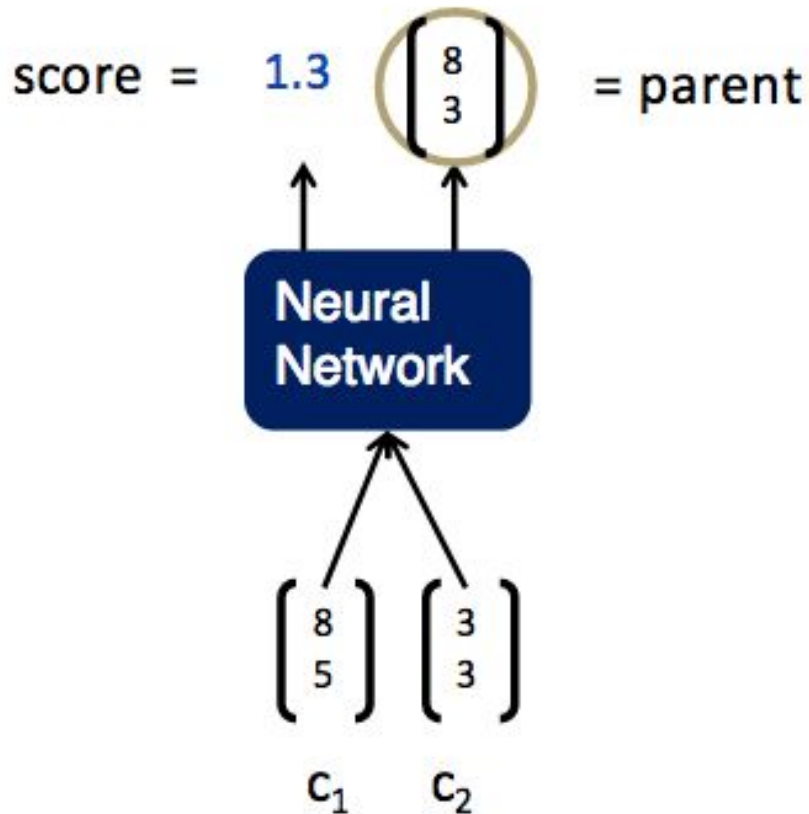 score = 1.3 [8 3] = parent
Neural
Network
[8 5] [3 3]
c₁ c₂